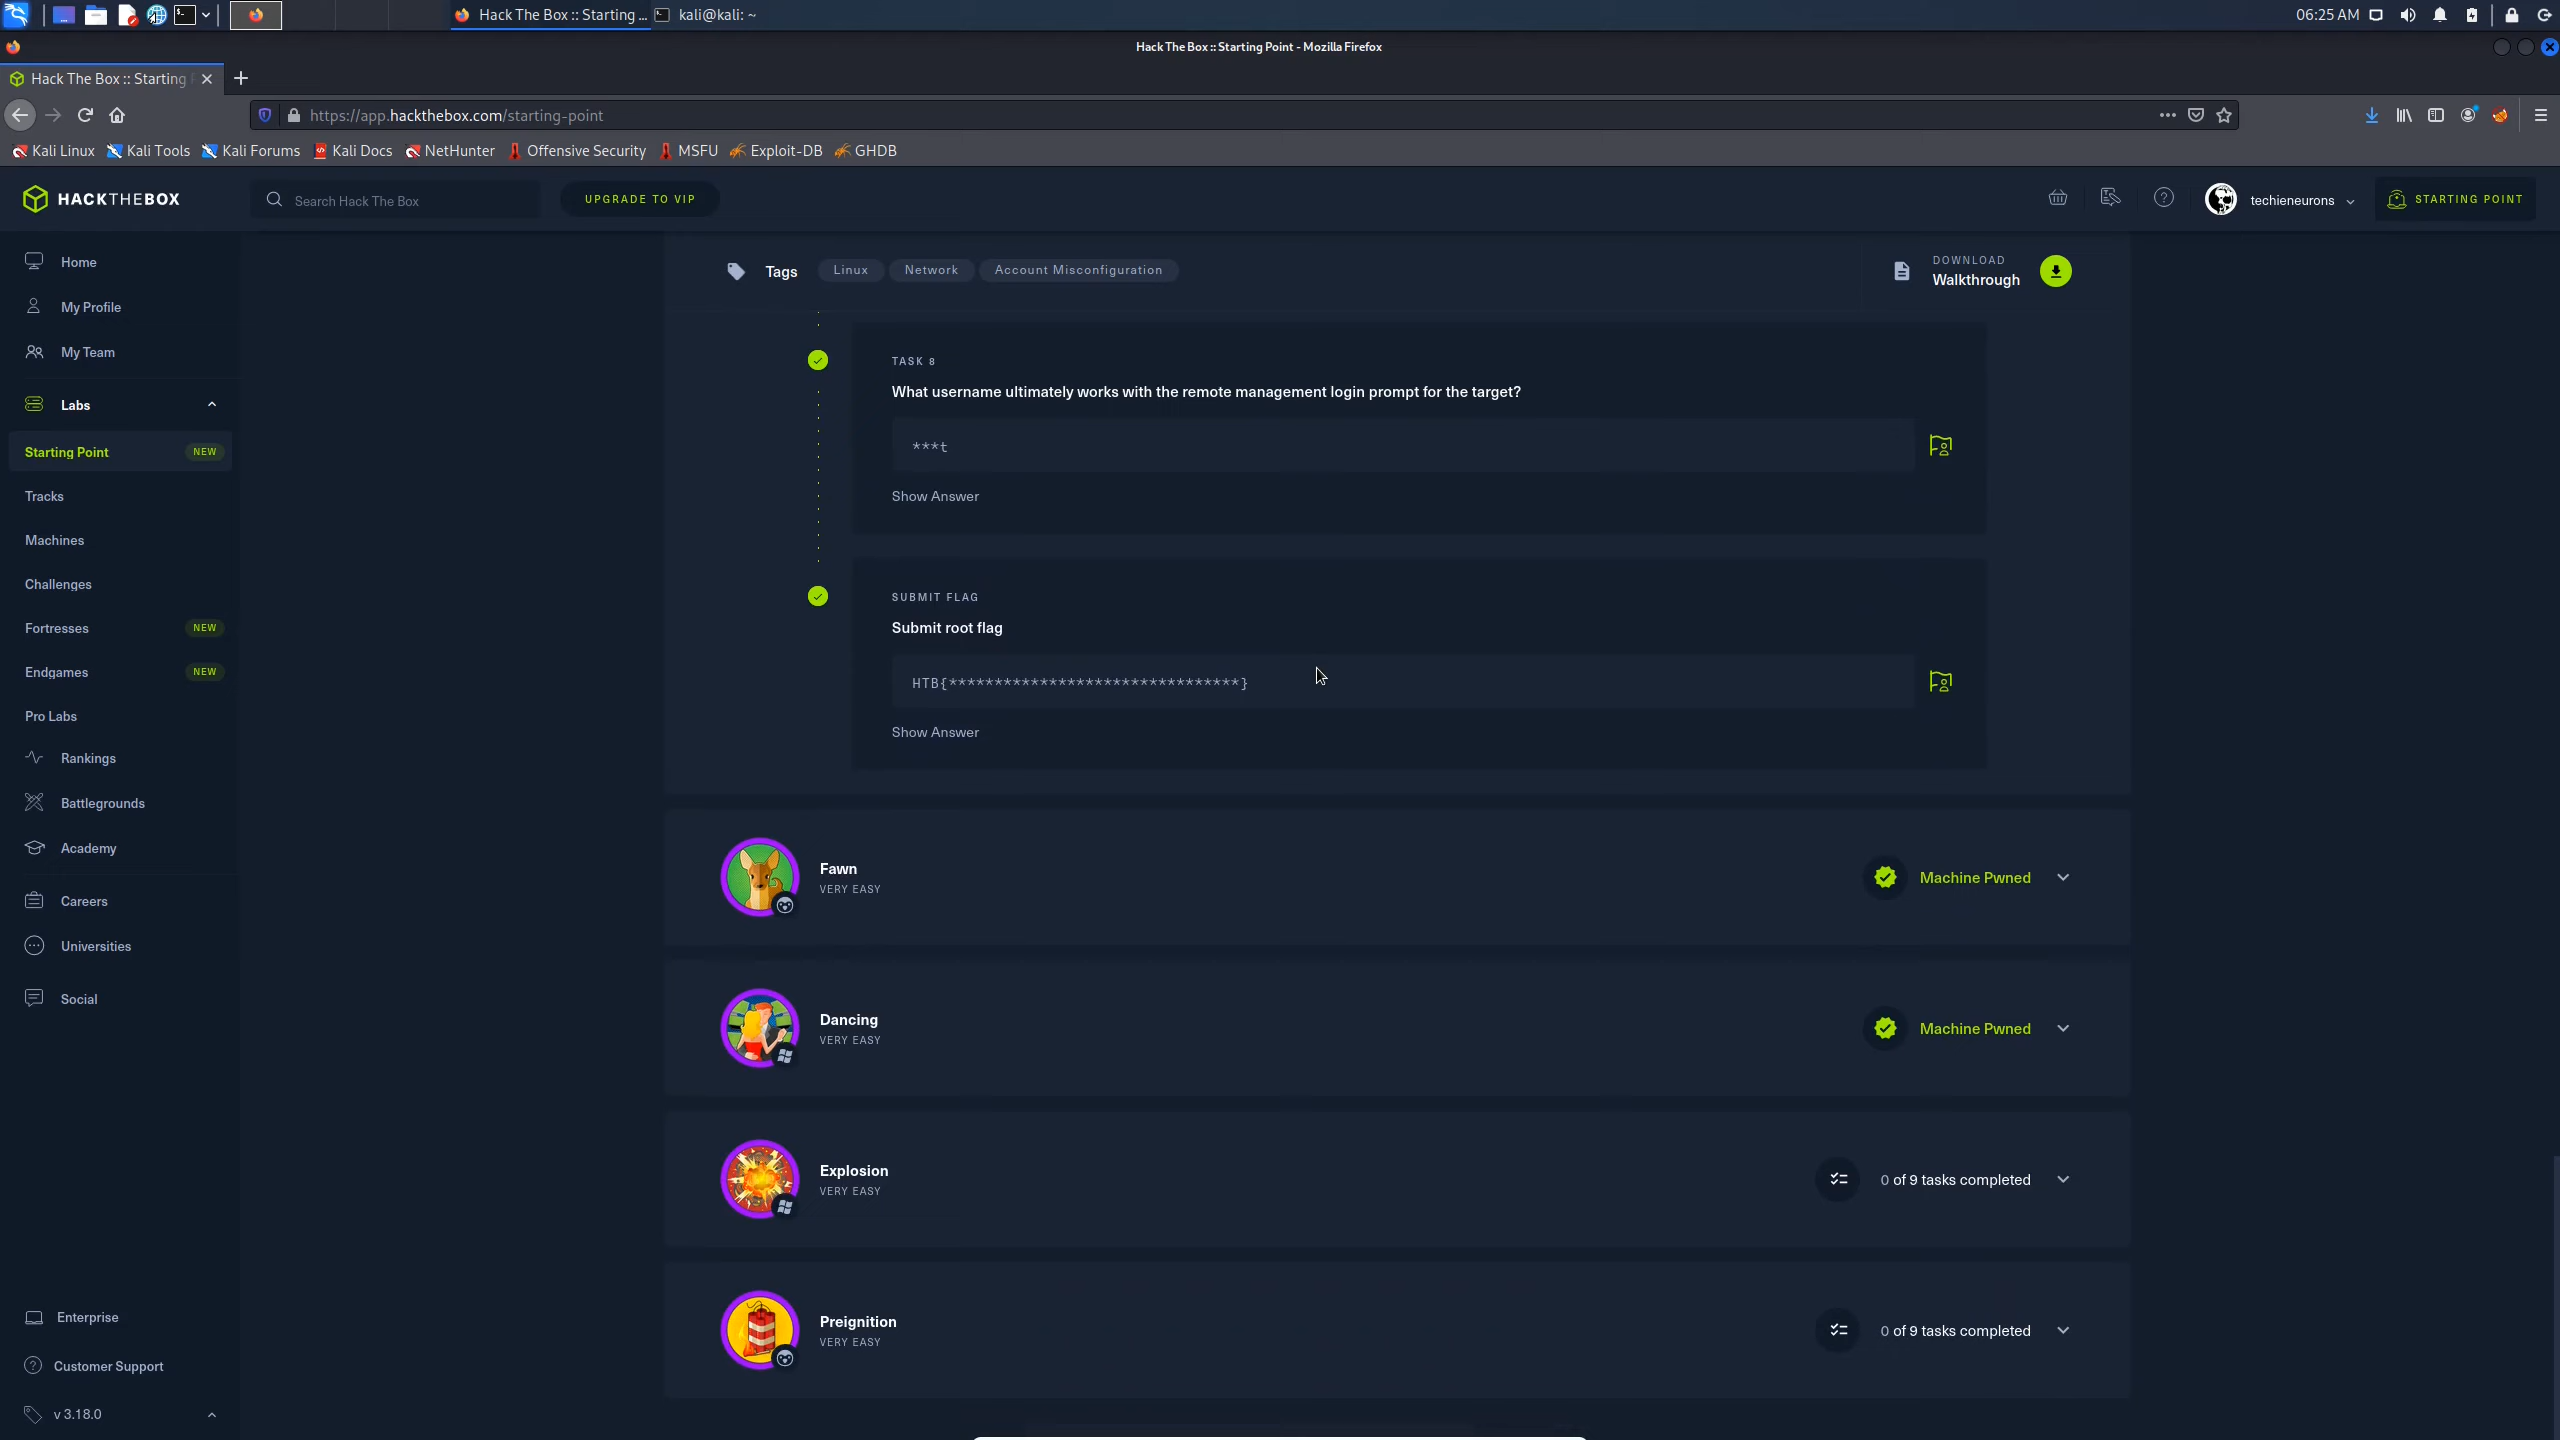 Hack The Box :: Starting ...
kali@kali: ~
06:25 AM
Hack The Box :: Starting Point - Mozilla Firefox
Hack The Box :: Starting
https://app.hackthebox.com/starting-point
Kali Linux
Kali Tools
Kali Forums
Kali Docs
NetHunter
Offensive Security
MSFU
Exploit-DB
GHDB
HACKTHEBOX
Search Hack The Box
UPGRADE TO VIP
techieneurons
STARTING POINT
Home
My Profile
My Team
Labs
Starting Point NEW
Tracks
Machines
Challenges
Fortresses NEW
Endgames NEW
Pro Labs
Rankings
Battlegrounds
Academy
Careers
Universities
Social
Enterprise
Customer Support
v 3.18.0
Tags
Linux
Network
Account Misconfiguration
DOWNLOAD
Walkthrough
TASK 8
What username ultimately works with the remote management login prompt for the target?
***t
Show Answer
SUBMIT FLAG
Submit root flag
HTB{********************************}
Show Answer
Fawn
VERY EASY
Machine Pwned
Dancing
VERY EASY
Machine Pwned
Explosion
VERY EASY
0 of 9 tasks completed
Preignition
VERY EASY
0 of 9 tasks completed